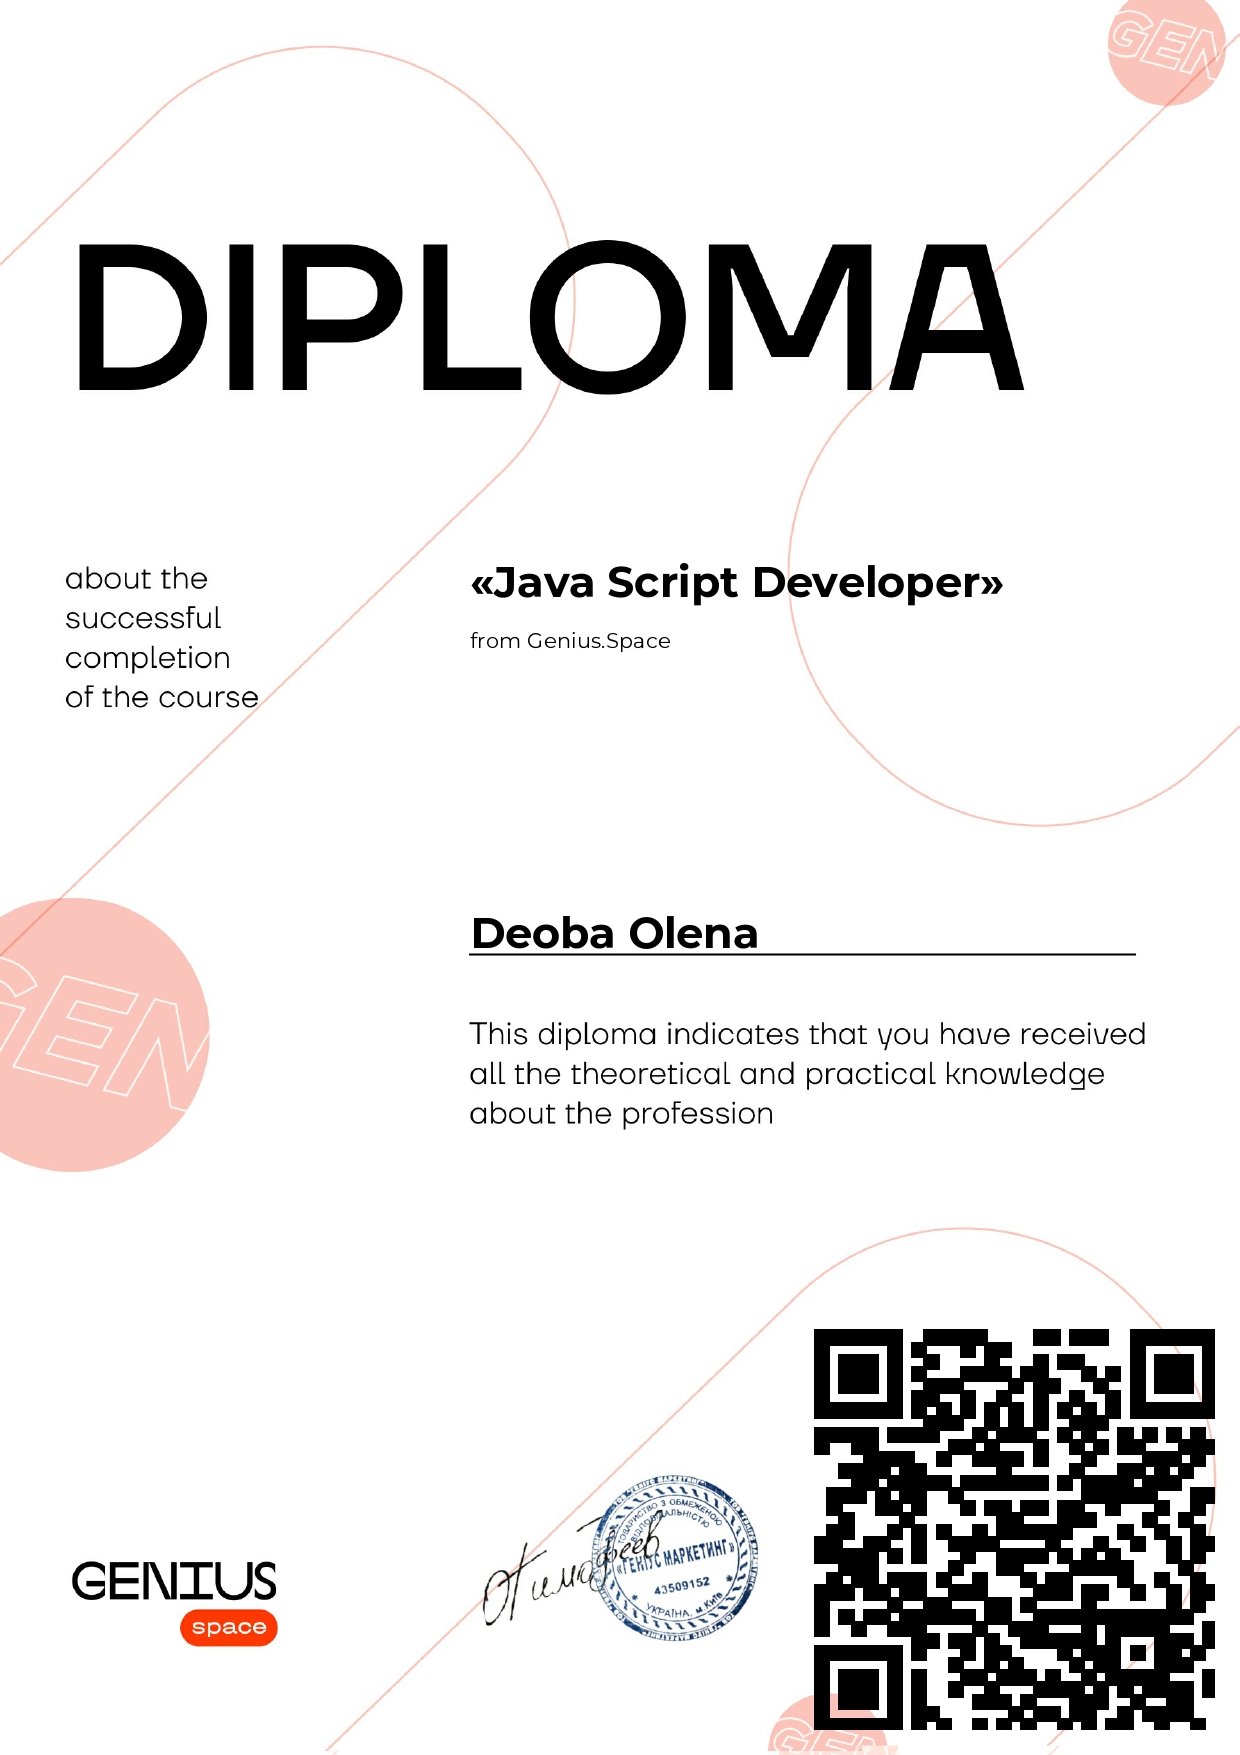 GEN
DIPLOMA
about the
successful
completion
of the course
«Java Script Developer»
from Genius.Space
Deoba Olena
GEN
This diploma indicates that you have received
all the theoretical and practical knowledge
about the profession
GENIUS
space
ТОВАРИСТВО З ОБМЕЖЕНОЮ
ВІДПОВІДАЛЬНІСТЮ
«ГЕНІУС МАРКЕТИНГ»
43509152
УКРАЇНА, м.Київ
GEN